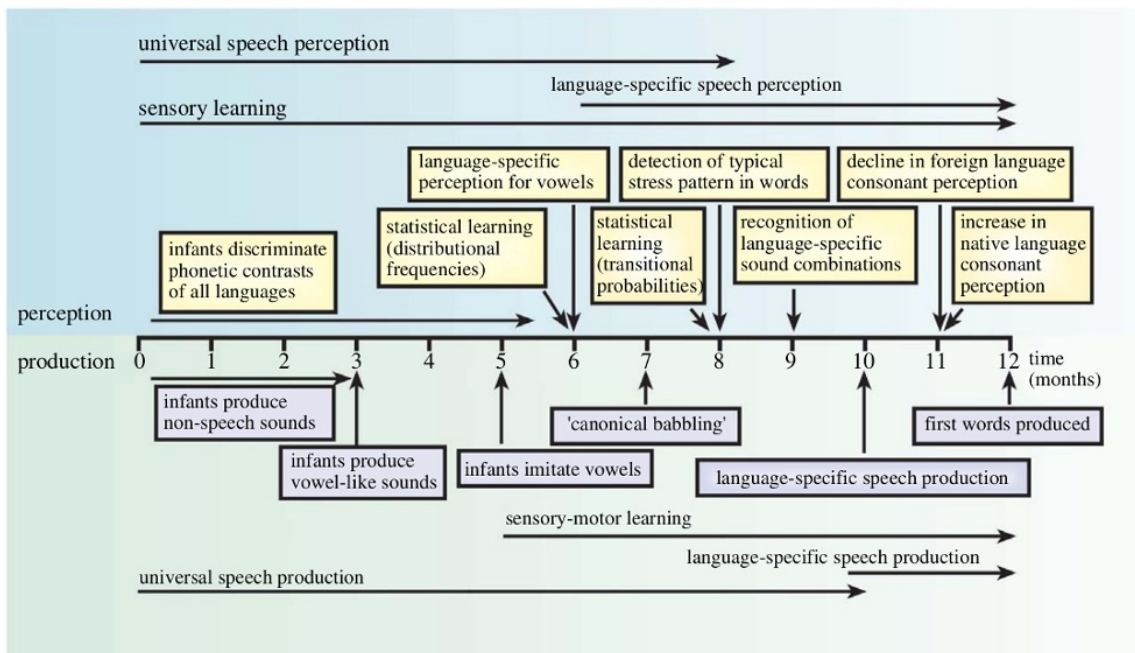 universal speech perception
language-specific speech perception
sensory learning
language-specific
perception for vowels
detection of typical
stress pattern in words
decline in foreign language
consonant perception
statistical learning
(distributional
frequencies)
statistical
learning
(transitional
probabilities)
recognition of
language-specific
sound combinations
increase in
native language
consonant
perception
infants discriminate
phonetic contrasts
of all languages
perception
production
0 1 2 3 4 5 6 7 8 9 10 11 12 time
(months)
infants produce
non-speech sounds
'canonical babbling'
first words produced
infants produce
vowel-like sounds
infants imitate vowels
language-specific speech production
sensory-motor learning
language-specific speech production
universal speech production